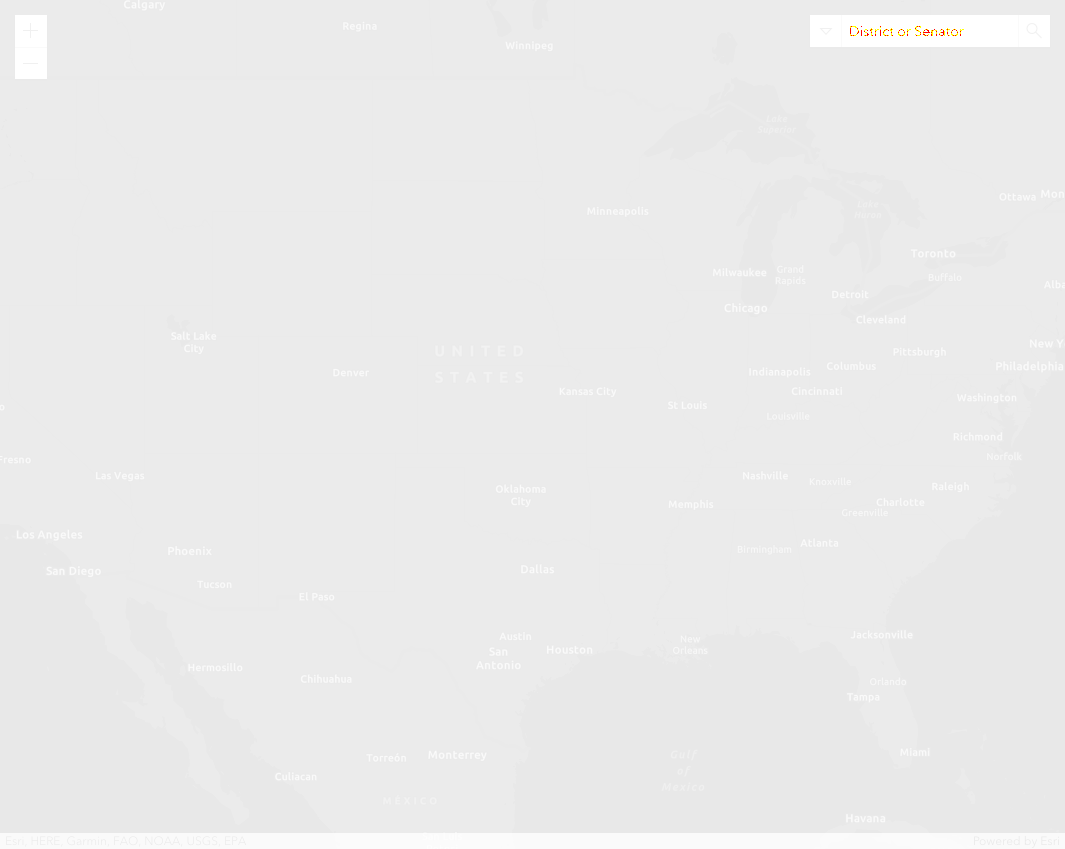 Calgary
Regina
Winnipeg
+
District or Senator
−
Lake
Superior
Minneapolis
Ottawa
Mon
Lake
Huron
Toronto
Milwaukee
Grand
Rapids
Buffalo
Detroit
Alba
Chicago
Cleveland
Salt Lake
City
UNITED
STATES
New Y
Pittsburgh
Philadelphia
Denver
Indianapolis
Columbus
Kansas City
Cincinnati
Washington
St Louis
o
Louisville
Richmond
Norfolk
Fresno
Las Vegas
Nashville
Knoxville
Oklahoma
City
Raleigh
Memphis
Charlotte
Greenville
Los Angeles
Phoenix
Birmingham
Atlanta
San Diego
Dallas
Tucson
El Paso
Austin
San
Antonio
Houston
New
Orleans
Jacksonville
Hermosillo
Chihuahua
Orlando
Tampa
Torreón
Monterrey
Gulf
of
Mexico
Miami
Culiacan
MÉXICO
Havana
Esri, HERE, Garmin, FAO, NOAA, USGS, EPA
Powered by Esri